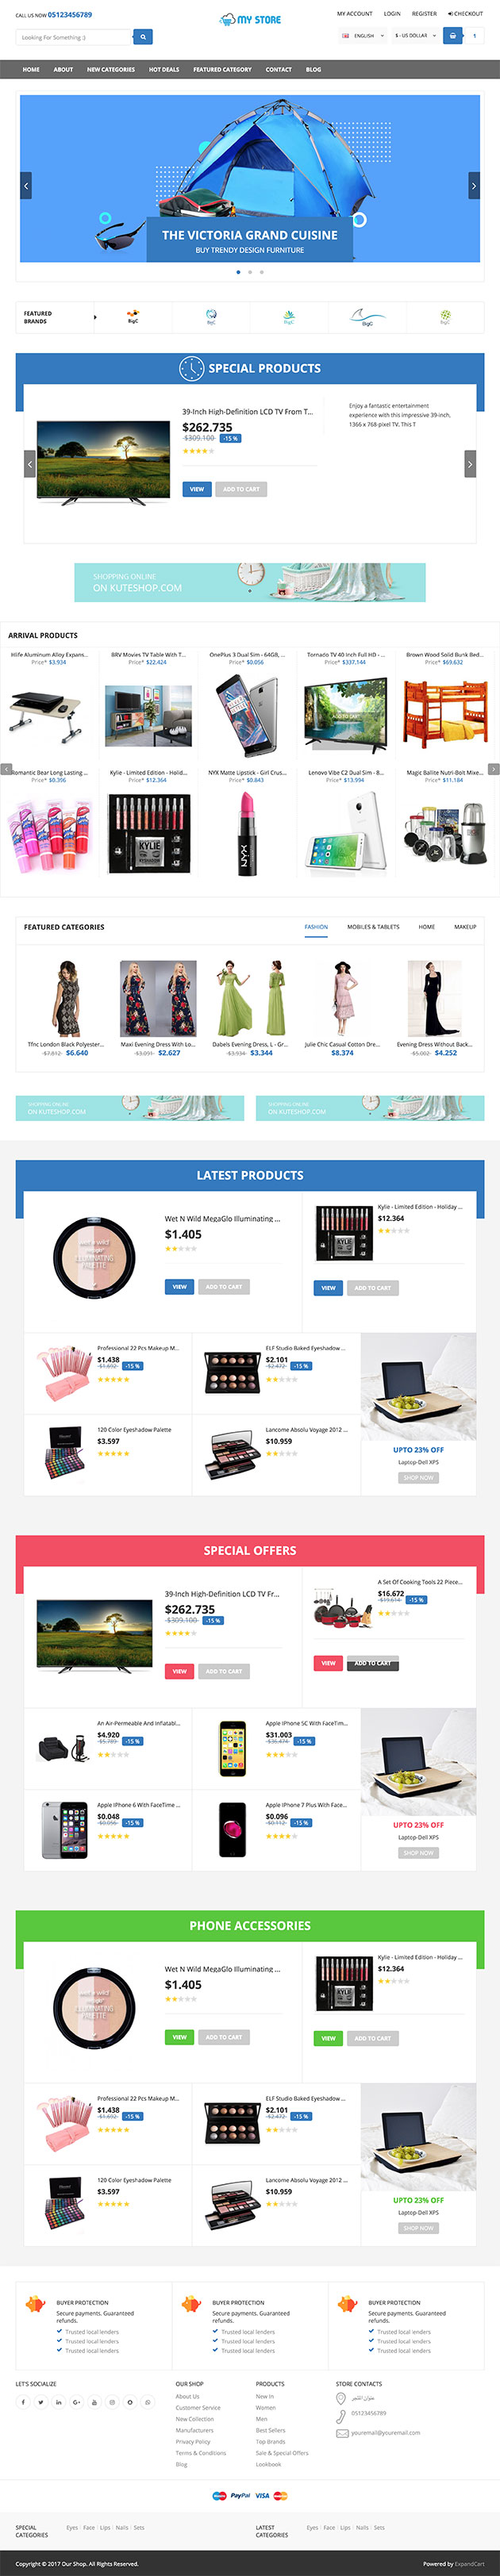 CALL US NOW 05123456789
MY STORE
MY ACCOUNT LOGIN REGISTER CHECKOUT
Looking For Something :)
ENGLISH $ - US DOLLAR 1
HOME ABOUT NEW CATEGORIES HOT DEALS FEATURED CATEGORY CONTACT BLOG
THE VICTORIA GRAND CUISINE
BUY TRENDY DESIGN FURNITURE
FEATURED
BRANDS
BigC BigC BigC BigC BigC
SPECIAL PRODUCTS
39-Inch High-Definition LCD TV From T...
$262.735
$309.100 -15 %
VIEW ADD TO CART
Enjoy a fantastic entertainment
experience with this impressive 39-inch,
1366 x 768-pixel TV, This T
SHOPPING ONLINE
ON KUTESHOP.COM
ARRIVAL PRODUCTS
Hlife Aluminum Alloy Expans... BRV Movies TV Table With T... OnePlus 3 Dual Sim - 64GB, ... Tornado TV 40 Inch Full HD - ... Brown Wood Solid Bunk Bed...
Price* $3.934 Price* $22.424 Price* $0.056 Price* $337.144 Price* $69.632
ADD TO CART
Romantic Bear Long Lasting ... Kylie - Limited Edition - Holid... NYX Matte Lipstick - Girl Crus... Lenovo Vibe C2 Dual Sim - 8... Magic Ballite Nutri-Bolt Mixe...
Price* $0.396 Price* $12.364 Price* $0.843 Price* $13.994 Price* $11.184
KYLIE
NYX
FEATURED CATEGORIES
FASHION MOBILES & TABLETS HOME MAKEUP
Tfnc London Black Polyester... Maxi Evening Dress With Lo... Dabels Evening Dress, L - Gr... Julie Chic Casual Cotton Dre... Evening Dress Without Back...
$7.812 $6.640 $3.091 $2.627 $3.934 $3.344 $8.374 $5.002 $4.252
SHOPPING ONLINE
ON KUTESHOP.COM
SHOPPING ONLINE
ON KUTESHOP.COM
LATEST PRODUCTS
Wet N Wild MegaGlo Illuminating ...
$1.405
VIEW ADD TO CART
wet n wild
ILLUMINATING
PALETTE
Kylie - Limited Edition - Holiday ...
$12.364
KYLIE
VIEW ADD TO CART
Professional 22 Pcs Makeup M...
$1.438
$1.692 -15 %
ELF Studio Baked Eyeshadow ...
$2.101
$2.472 -15 %
120 Color Eyeshadow Palette
$3.597
Lancome Absolu Voyage 2012 ...
$10.959
UPTO 23% OFF
Laptop-Dell XPS
SHOP NOW
SPECIAL OFFERS
39-Inch High-Definition LCD TV Fr...
$262.735
$309.100 -15 %
VIEW ADD TO CART
A Set Of Cooking Tools 22 Piece...
$16.672
$19.614 -15 %
VIEW ADD TO CART
An Air-Permeable And Inflatabl...
$4.920
$5.789 -15 %
Apple IPhone 5C With FaceTim...
$31.003
$36.474 -15 %
Apple IPhone 6 With FaceTime ...
$0.048
$0.056 -15 %
Apple IPhone 7 Plus With Face...
$0.096
$0.112 -15 %
UPTO 23% OFF
Laptop-Dell XPS
SHOP NOW
PHONE ACCESSORIES
Wet N Wild MegaGlo Illuminating ...
$1.405
VIEW ADD TO CART
wet n wild
ILLUMINATING
PALETTE
Kylie - Limited Edition - Holiday ...
$12.364
KYLIE
VIEW ADD TO CART
Professional 22 Pcs Makeup M...
$1.438
$1.692 -15 %
ELF Studio Baked Eyeshadow ...
$2.101
$2.472 -15 %
120 Color Eyeshadow Palette
$3.597
Lancome Absolu Voyage 2012 ...
$10.959
UPTO 23% OFF
Laptop-Dell XPS
SHOP NOW
BUYER PROTECTION BUYER PROTECTION BUYER PROTECTION
Secure payments. Guaranteed Secure payments. Guaranteed Secure payments. Guaranteed
refunds. refunds. refunds.
Trusted local lenders Trusted local lenders Trusted local lenders
Trusted local lenders Trusted local lenders Trusted local lenders
Trusted local lenders Trusted local lenders Trusted local lenders
LET'S SOCIALIZE
OUR SHOP
About Us
Customer Service
New Collection
Manufacturers
Privacy Policy
Terms & Conditions
Blog
PRODUCTS
New In
Women
Men
Best Sellers
Top Brands
Sale & Special Offers
Lookbook
STORE CONTACTS
عنوان المتجر
05123456789
youremail@youremail.com
PayPal VISA
SPECIAL
CATEGORIES
Eyes Face Lips Nails Sets
LATEST
CATEGORIES
Eyes Face Lips Nails Sets
Copyright © 2017 Our Shop. All Rights Reserved.
Powered by ExpandCart